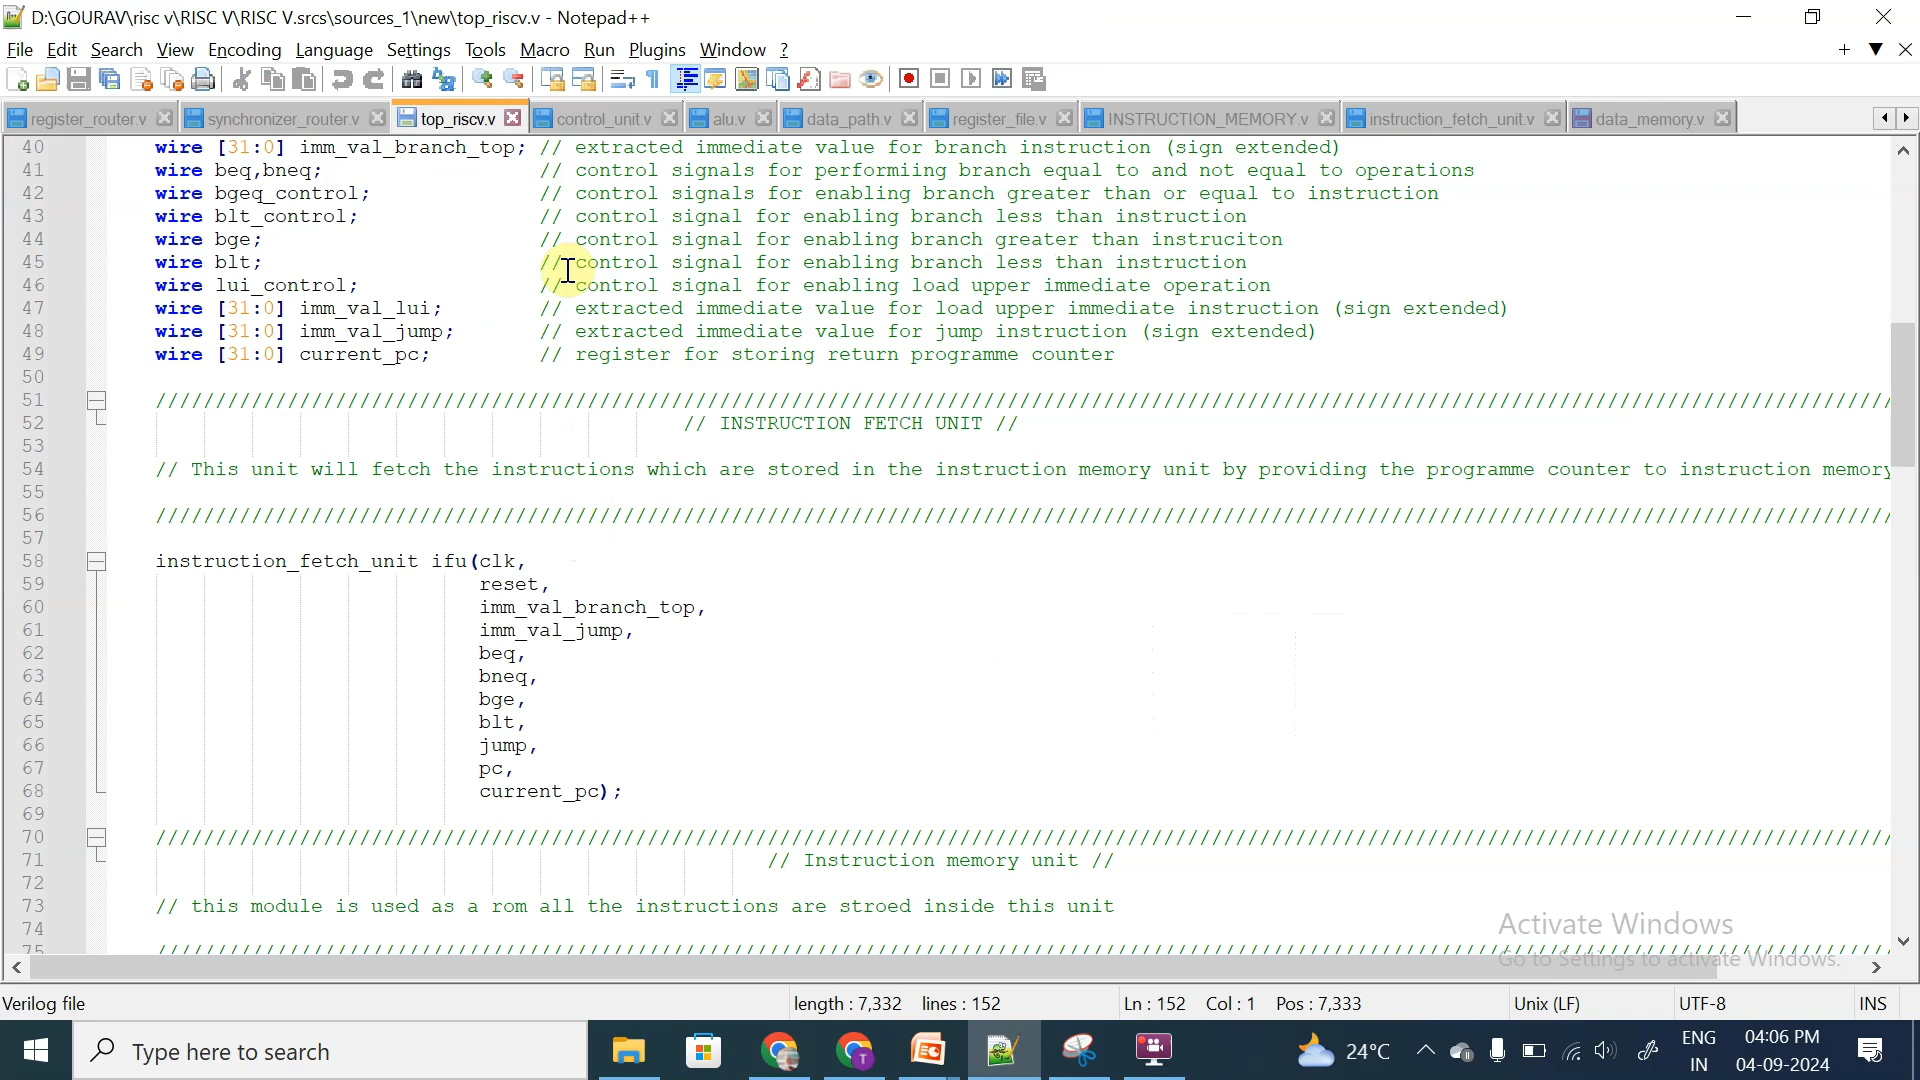 D:\GOURAV\risc v\RISC V\RISC V.srcs\sources_1\new\top_riscv.v - Notepad++
File Edit Search View Encoding Language Settings Tools Macro Run Plugins Window ?
register_router.v synchronizer_router.v top_riscv.v control_unit.v alu.v data_path.v register_file.v INSTRUCTION_MEMORY.v instruction_fetch_unit.v data_memory.v
40 wire [31:0] imm_val_branch_top; // extracted immediate value for branch instruction (sign extended)
41 wire beq,bneq; // control signals for performiing branch equal to and not equal to operations
42 wire bgeq_control; // control signals for enabling branch greater than or equal to instruction
43 wire blt_control; // control signal for enabling branch less than instruction
44 wire bge; // control signal for enabling branch greater than instruciton
45 wire blt; // control signal for enabling branch less than instruction
46 wire lui_control; // control signal for enabling load upper immediate operation
47 wire [31:0] imm_val_lui; // extracted immediate value for load upper immediate instruction (sign extended)
48 wire [31:0] imm_val_jump; // extracted immediate value for jump instruction (sign extended)
49 wire [31:0] current_pc; // register for storing return programme counter
50
51 ////////////////////////////////////////////////////////////////////////////////////////////////////////////////////////////////////////////////
52 // INSTRUCTION FETCH UNIT //
53
54 // This unit will fetch the instructions which are stored in the instruction memory unit by providing the programme counter to instruction memory
55
56 ////////////////////////////////////////////////////////////////////////////////////////////////////////////////////////////////////////////////
57
58 instruction_fetch_unit ifu(clk,
59 reset,
60 imm_val_branch_top,
61 imm_val_jump,
62 beq,
63 bneq,
64 bge,
65 blt,
66 jump,
67 pc,
68 current_pc);
69
70 ////////////////////////////////////////////////////////////////////////////////////////////////////////////////////////////////////////////////
71 // Instruction memory unit //
72
73 // this module is used as a rom all the instructions are stroed inside this unit
74
75 ////////////////////////////////////////////////////////////////////////////////////////////////////////////////////////////////////////////////
Activate Windows
Go to Settings to activate Windows.
Verilog file length : 7,332 lines : 152 Ln : 152 Col : 1 Pos : 7,333 Unix (LF) UTF-8 INS
Type here to search 24°C ENG IN 04:06 PM 04-09-2024